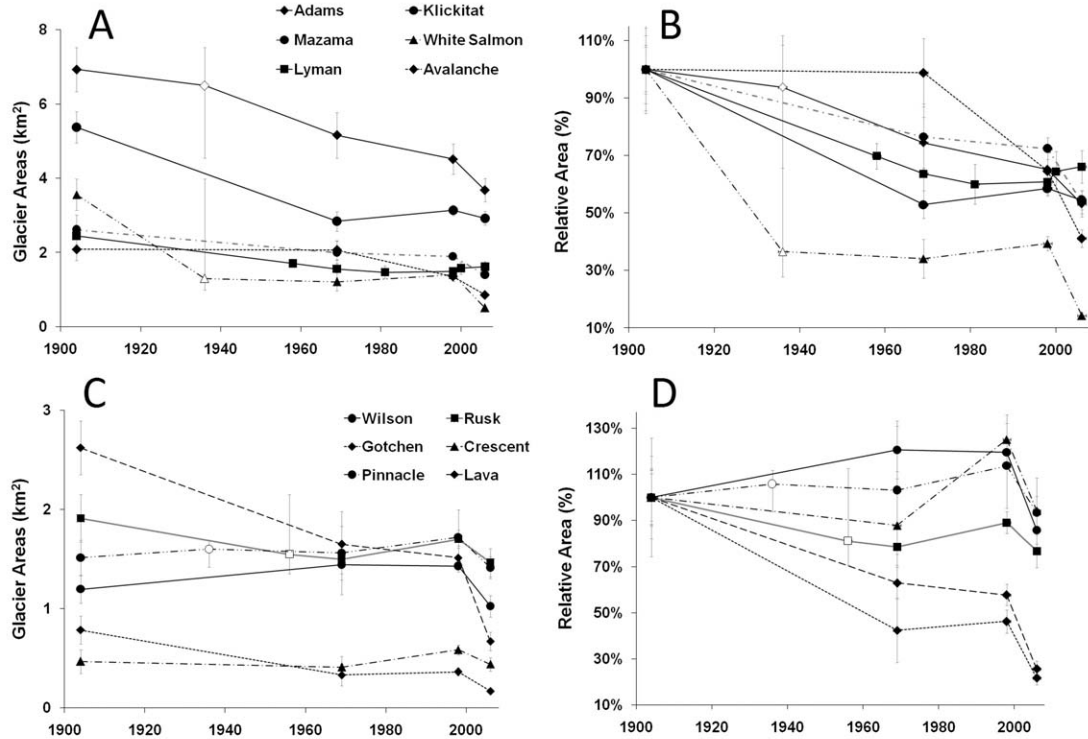 A
Adams
Klickitat
Mazama
White Salmon
Lyman
Avalanche
Glacier Areas (km²)
8
6
4
2
0
1900 1920 1940 1960 1980 2000
B
Relative Area (%)
110%
90%
70%
50%
30%
10%
1900 1920 1940 1960 1980 2000
C
Wilson
Rusk
Gotchen
Crescent
Pinnacle
Lava
Glacier Areas (km²)
3
2
1
0
1900 1920 1940 1960 1980 2000
D
Relative Area (%)
130%
110%
90%
70%
50%
30%
10%
1900 1920 1940 1960 1980 2000